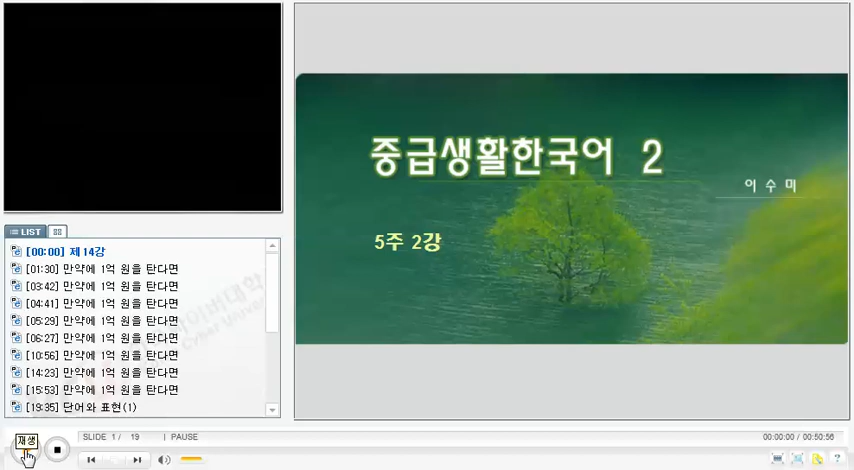 중급생활한국어 2
이 수 미
5주 2강
LIST
[00:00] 제 14강
[01:30] 만약에 1억 원을 탄다면
[03:42] 만약에 1억 원을 탄다면
[04:41] 만약에 1억 원을 탄다면
[05:29] 만약에 1억 원을 탄다면
[06:27] 만약에 1억 원을 탄다면
[10:56] 만약에 1억 원을 탄다면
[14:23] 만약에 1억 원을 탄다면
[15:53] 만약에 1억 원을 탄다면
[19:35] 단어와 표현(1)
재생
SLIDE 1 / 19 | PAUSE
00:00:00 / 00:50:56